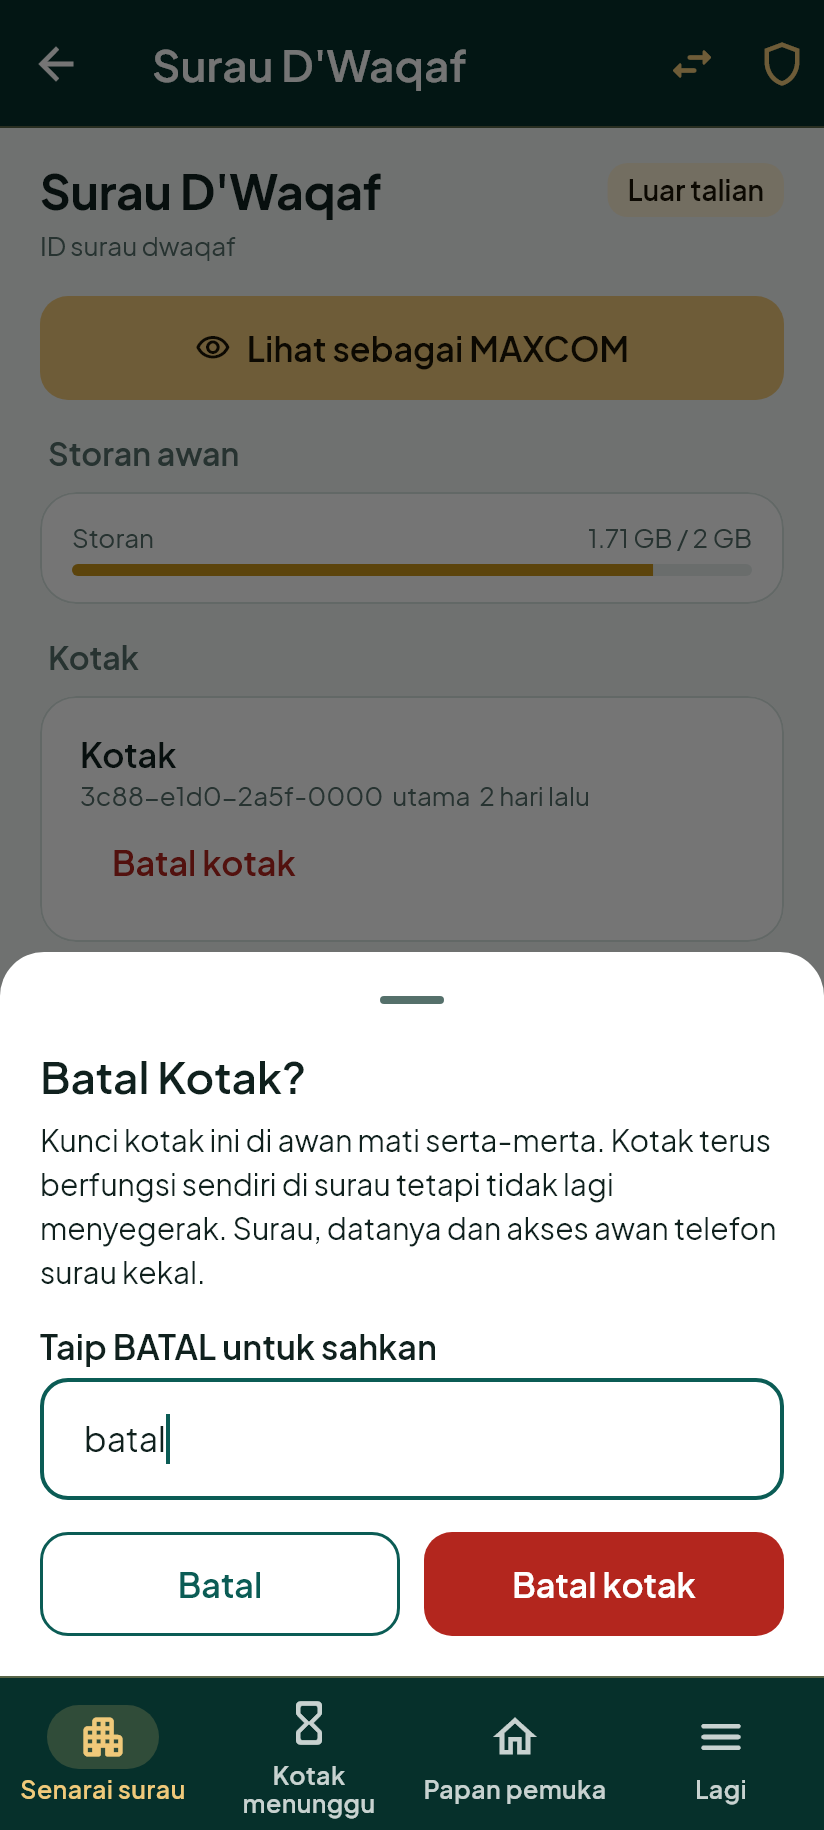 Surau D'Waqaf
Surau D'Waqaf
Luar talian
ID surau dwaqaf
Lihat sebagai MAXCOM
Storan awan
Storan
1.71 GB / 2 GB
Kotak
Kotak
3c88-e1d0-2a5f-0000 utama 2 hari lalu
Batal kotak
Batal Kotak?
Kunci kotak ini di awan mati serta-merta. Kotak terus
berfungsi sendiri di surau tetapi tidak lagi
menyegerak. Surau, datanya dan akses awan telefon
surau kekal.
Taip BATAL untuk sahkan
batal
Batal
Batal kotak
Senarai surau
Kotak
menunggu
Papan pemuka
Lagi